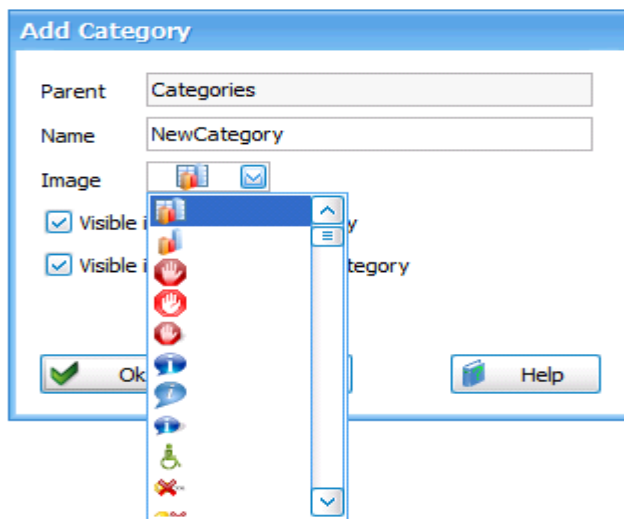 Add Category
Parent Categories
Name NewCategory
Image
Visible i y
Visible i tegory
Ok Help